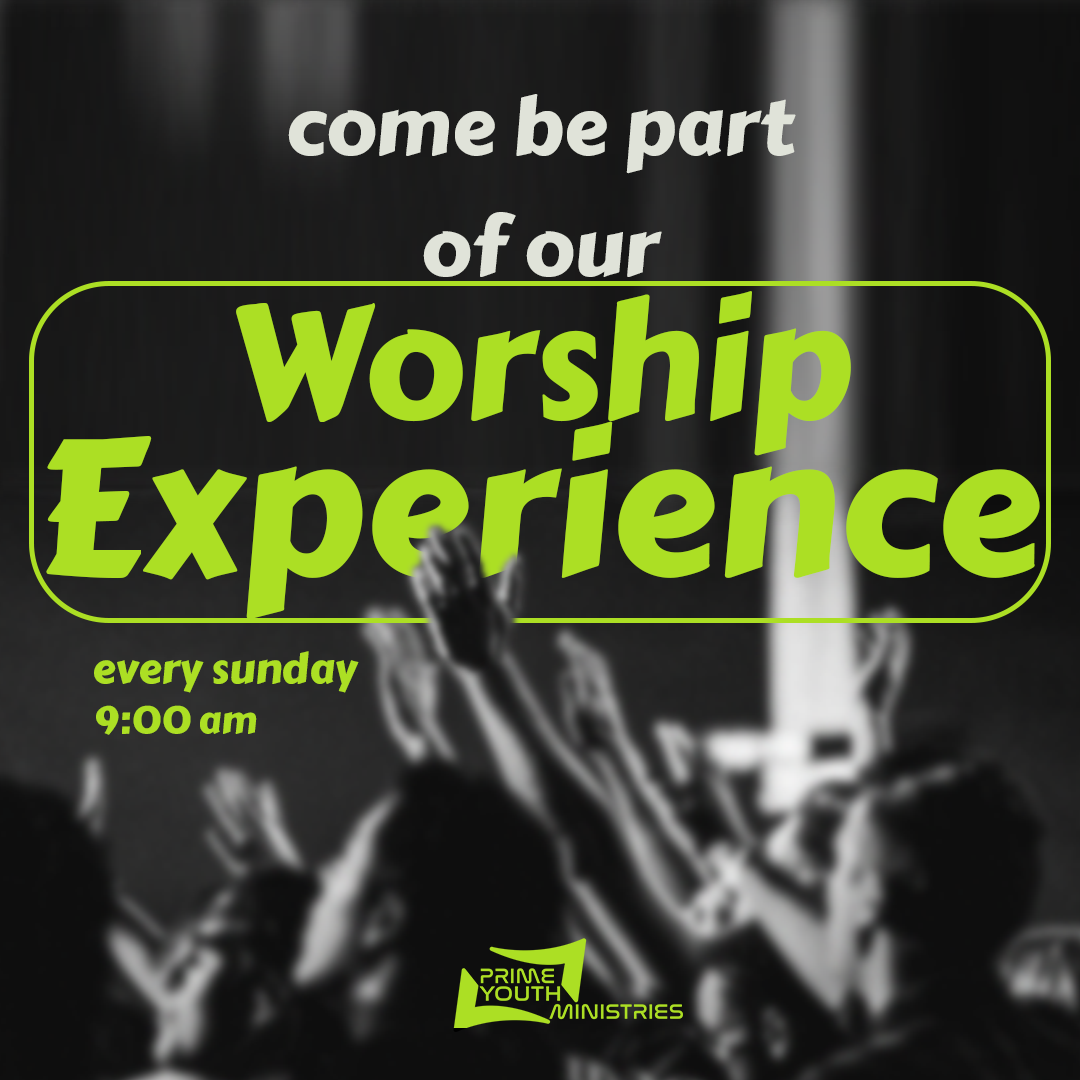 come be part
of our
Worship
Experience
every sunday
9:00 am
PRIME
YOUTH
MINISTRIES